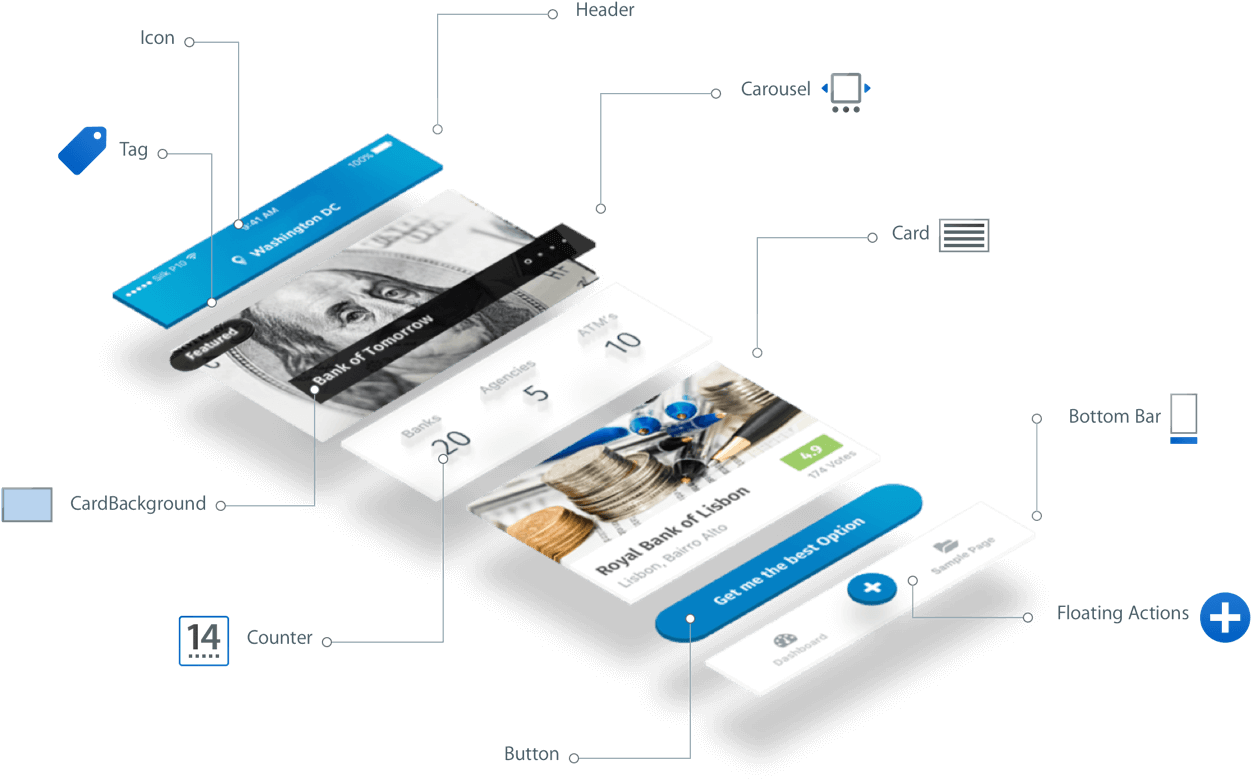 Header
Icon
Carousel
Tag
100%
9:41 AM
Washington DC
Silk P10
Card
Featured
Bank of Tomorrow
ATM's
10
Agencies
5
Banks
20
Bottom Bar
4.9
174 Votes
CardBackground
Royal Bank of Lisbon
Lisbon, Bairro Alto
Get me the best Option
Sample Page
Floating Actions
14
Counter
Dashboard
Button